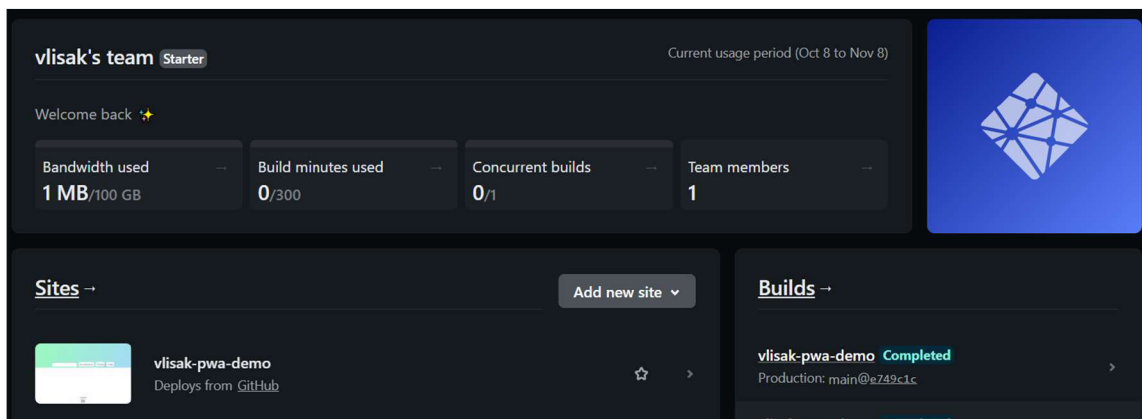 vlisak's team Starter
Current usage period (Oct 8 to Nov 8)
Welcome back ✨
Bandwidth used →
1 MB/100 GB
Build minutes used →
0/300
Concurrent builds →
0/1
Team members →
1
Sites →
Add new site
vlisak-pwa-demo
Deploys from GitHub
Builds →
vlisak-pwa-demo Completed
Production: main@e749c1c